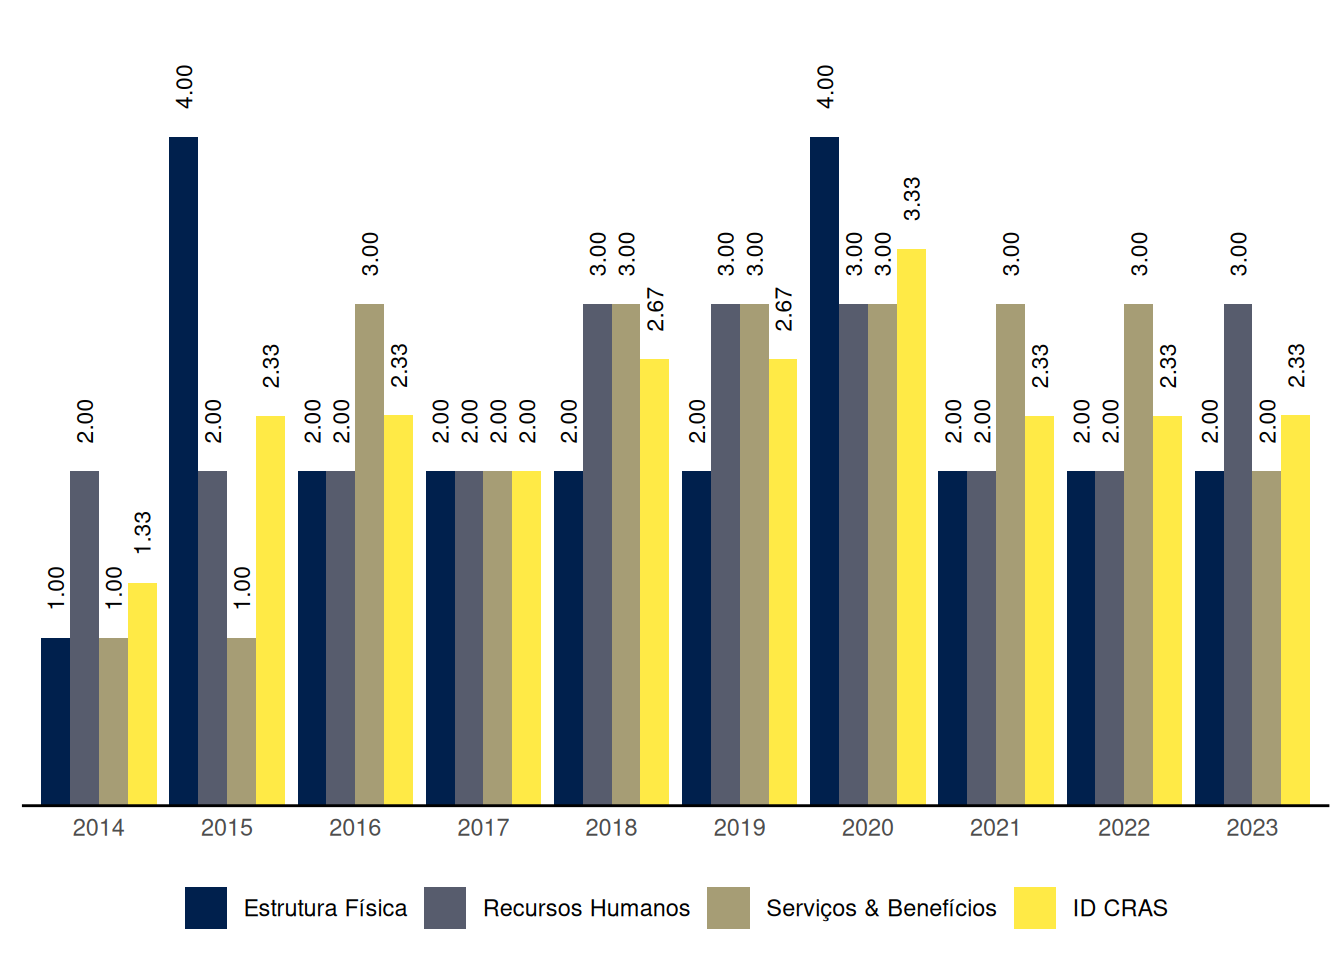 4.00 4.00
3.33
3.00 3.00 3.00 3.00 3.00 3.00 3.00 3.00 3.00 3.00
2.67 2.67
2.33 2.33 2.33 2.33 2.33
2.00 2.00 2.00 2.00 2.00 2.00 2.00 2.00 2.00 2.00 2.00 2.00 2.00 2.00 2.00 2.00
1.33
1.00 1.00 1.00
2014 2015 2016 2017 2018 2019 2020 2021 2022 2023
Estrutura Física Recursos Humanos Serviços & Benefícios ID CRAS